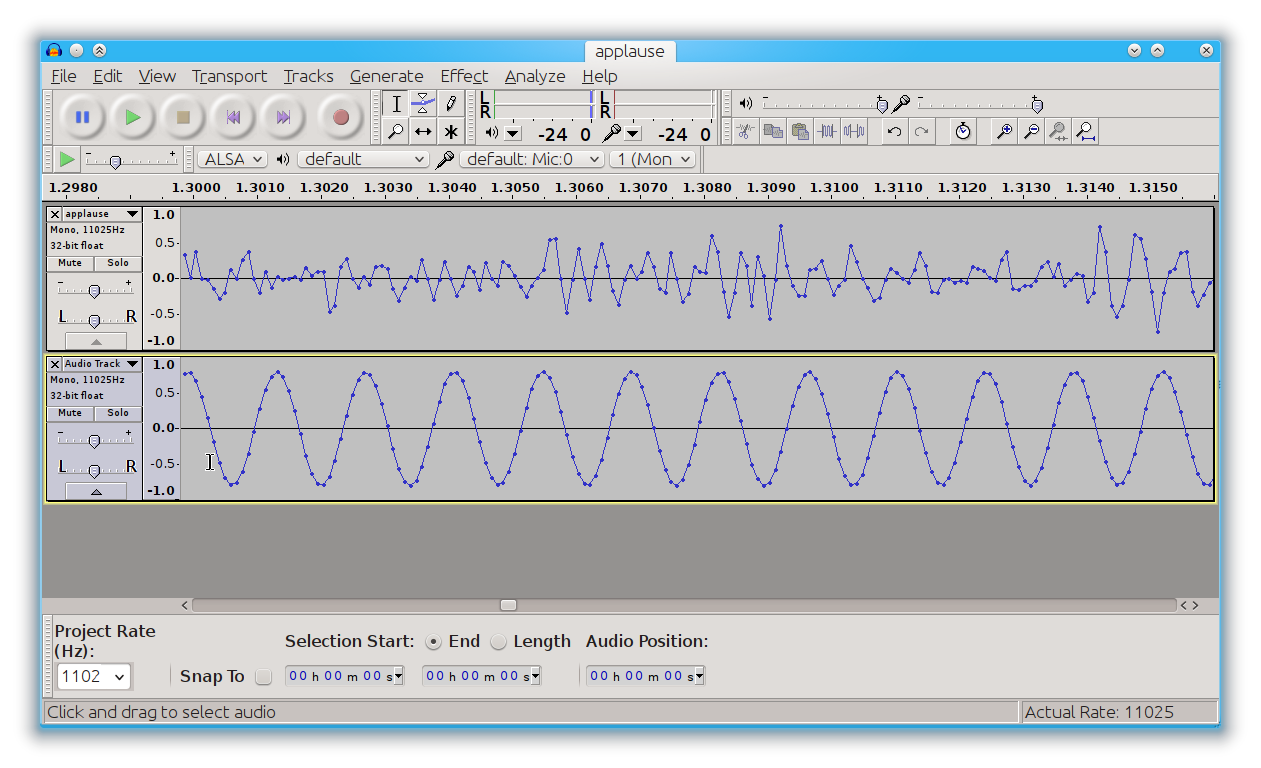 applause
File Edit View Transport Tracks Generate Effect Analyze Help
L R -24 0 L R -24 0 - + - +
- + ALSA default default: Mic:0 1 (Mon
1.2980 1.3000 1.3010 1.3020 1.3030 1.3040 1.3050 1.3060 1.3070 1.3080 1.3090 1.3100 1.3110 1.3120 1.3130 1.3140 1.3150
X applause 1.0
Mono, 11025Hz
32-bit float 0.5-
Mute Solo
- + 0.0-
L R -0.5-
-1.0
X Audio Track 1.0
Mono, 11025Hz
32-bit float 0.5-
Mute Solo
- + 0.0-
L R -0.5-
-1.0
Project Rate
(Hz):
1102
Selection Start: End Length Audio Position:
Snap To 00 h 00 m 00 s 00 h 00 m 00 s 00 h 00 m 00 s
Click and drag to select audio Actual Rate: 11025